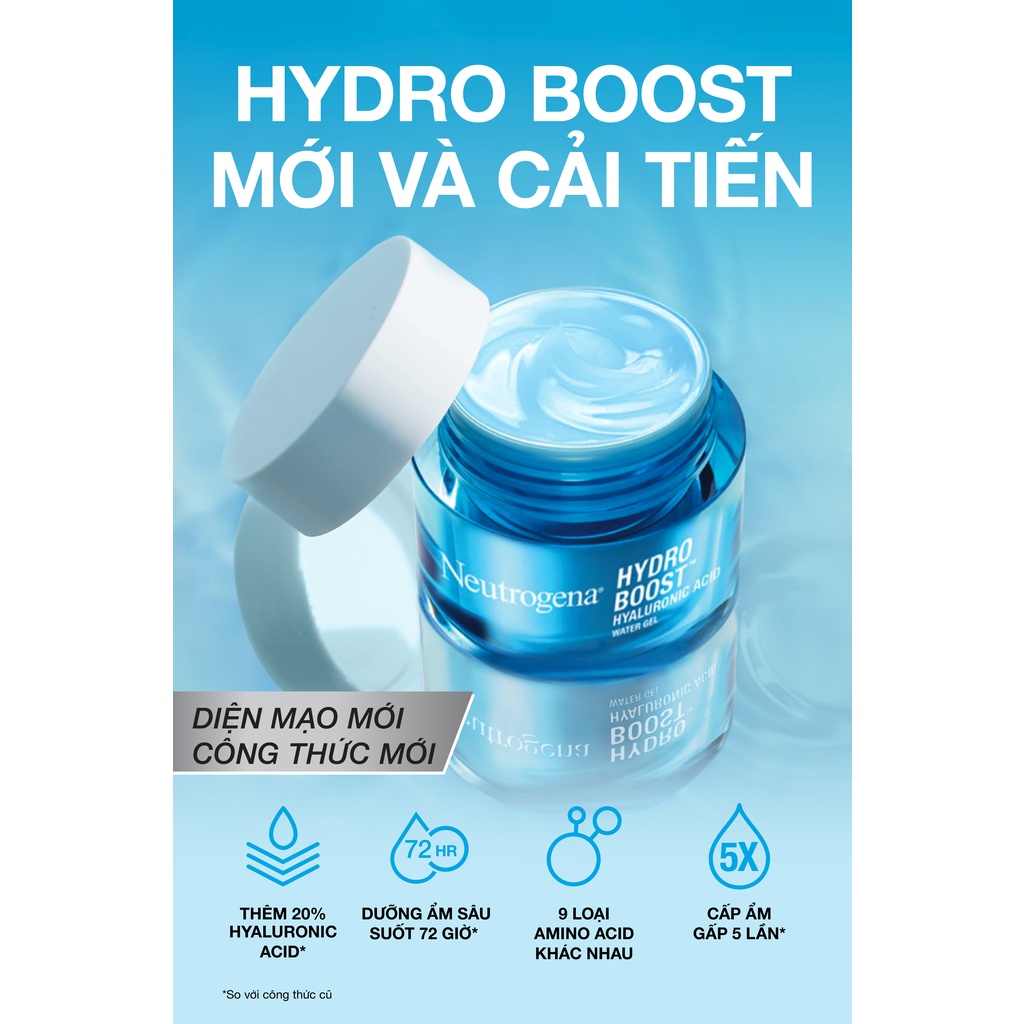 HYDRO BOOST
MỚI VÀ CẢI TIẾN
Neutrogena®
HYDRO
BOOST™
HYALURONIC ACID
WATER GEL
DIỆN MẠO MỚI
CÔNG THỨC MỚI
THÊM 20%
HYALURONIC
ACID*
72 HR
DƯỠNG ẨM SÂU
SUỐT 72 GIỜ*
9 LOẠI
AMINO ACID
KHÁC NHAU
5X
CẤP ẨM
GẤP 5 LẦN*
*So với công thức cũ